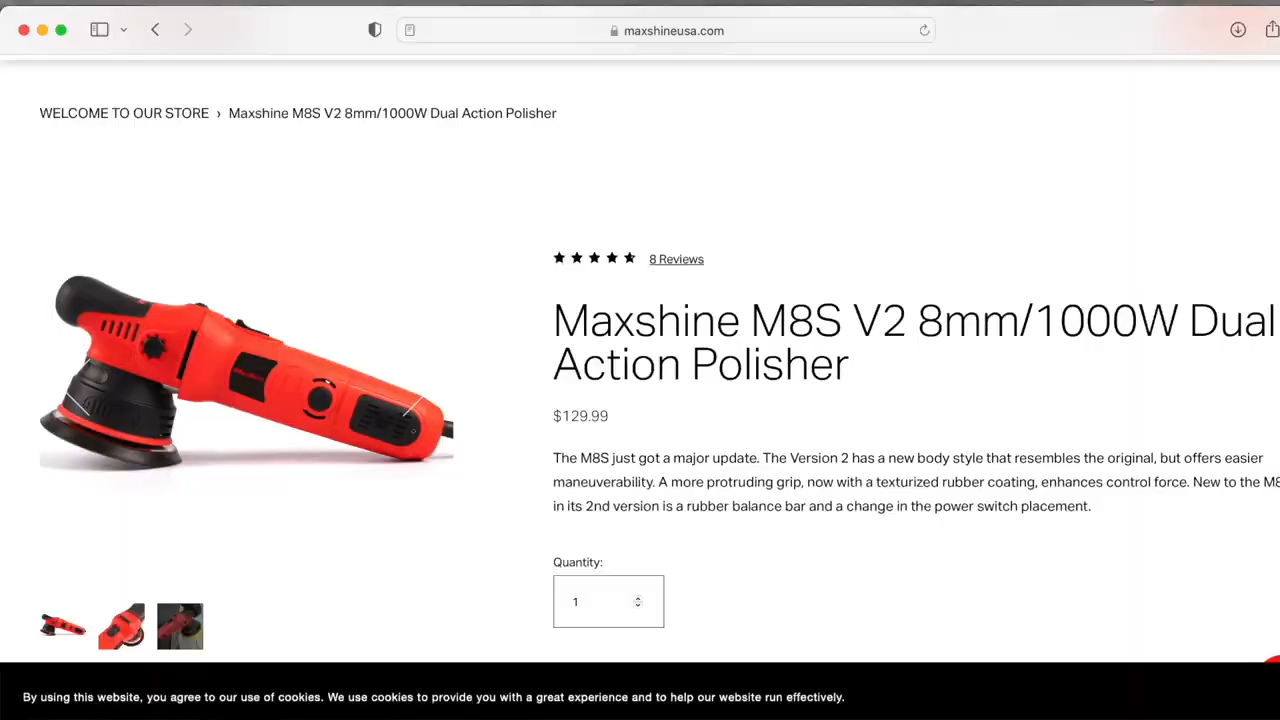 maxshineusa.com
WELCOME TO OUR STORE › Maxshine M8S V2 8mm/1000W Dual Action Polisher
8 Reviews
Maxshine M8S V2 8mm/1000W Dual
Action Polisher
$129.99
The M8S just got a major update. The Version 2 has a new body style that resembles the original, but offers easier
maneuverability. A more protruding grip, now with a texturized rubber coating, enhances control force. New to the M8
in its 2nd version is a rubber balance bar and a change in the power switch placement.
Quantity:
1
By using this website, you agree to our use of cookies. We use cookies to provide you with a great experience and to help our website run effectively.